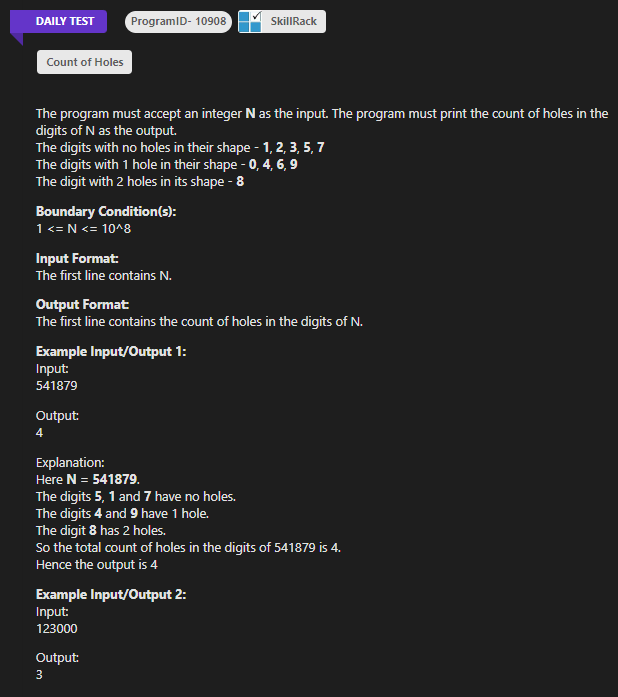 DAILY TEST
ProgramID- 10908
SkillRack
Count of Holes
The program must accept an integer N as the input. The program must print the count of holes in the
digits of N as the output.
The digits with no holes in their shape - 1, 2, 3, 5, 7
The digits with 1 hole in their shape - 0, 4, 6, 9
The digit with 2 holes in its shape - 8
Boundary Condition(s):
1 <= N <= 10^8
Input Format:
The first line contains N.
Output Format:
The first line contains the count of holes in the digits of N.
Example Input/Output 1:
Input:
541879
Output:
4
Explanation:
Here N = 541879.
The digits 5, 1 and 7 have no holes.
The digits 4 and 9 have 1 hole.
The digit 8 has 2 holes.
So the total count of holes in the digits of 541879 is 4.
Hence the output is 4
Example Input/Output 2:
Input:
123000
Output:
3